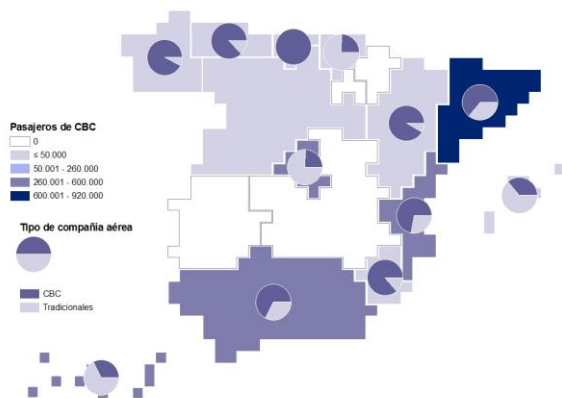 Pasajeros de CBC
0
≤ 50.000
50.001 - 260.000
260.001 - 600.000
600.001 - 920.000
Tipo de compañía aérea
CBC
Tradicionales